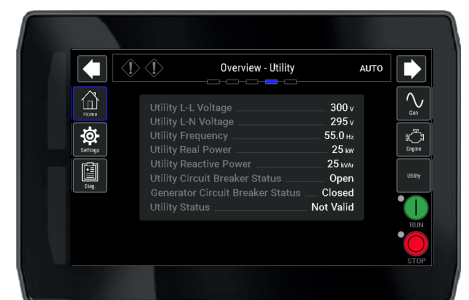 Overview - Utility
AUTO
Home
Settings
Diag
Utility L-L Voltage 300 v
Utility L-N Voltage 295 v
Utility Frequency 55.0 Hz
Utility Real Power 25 kW
Utility Reactive Power 25 kVAr
Utility Circuit Breaker Status Open
Generator Circuit Breaker Status Closed
Utility Status Not Valid
Gen
Engine
Utility
RUN
STOP